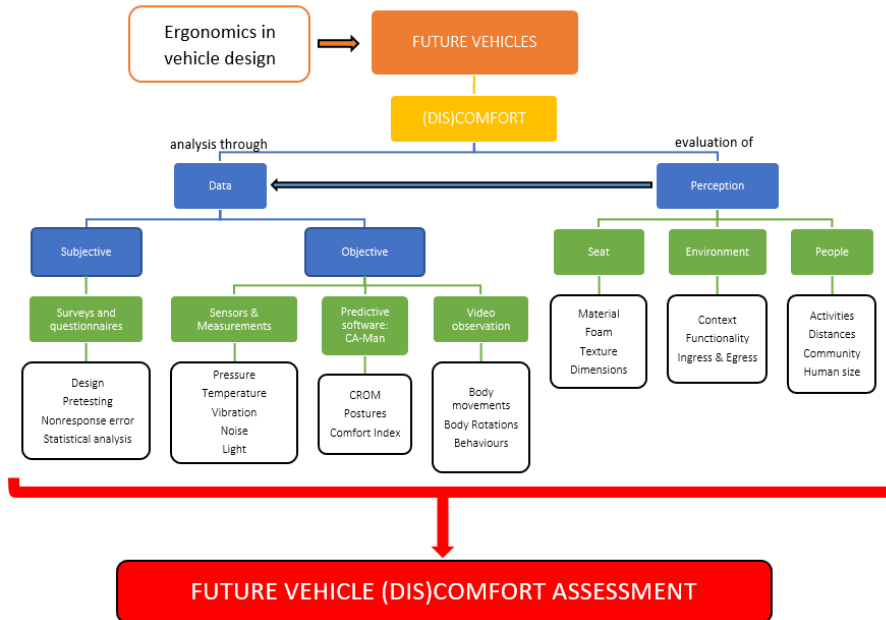 Ergonomics in
vehicle design
FUTURE VEHICLES
(DIS)COMFORT
analysis through
evaluation of
Data
Perception
Subjective
Objective
Seat
Environment
People
Surveys and
questionnaires
Sensors &
Measurements
Predictive
software:
CA-Man
Video
observation
Material
Foam
Texture
Dimensions
Context
Functionality
Ingress & Egress
Activities
Distances
Community
Human size
Design
Pretesting
Nonresponse error
Statistical analysis
Pressure
Temperature
Vibration
Noise
Light
CROM
Postures
Comfort Index
Body
movements
Body Rotations
Behaviours
FUTURE VEHICLE (DIS)COMFORT ASSESSMENT